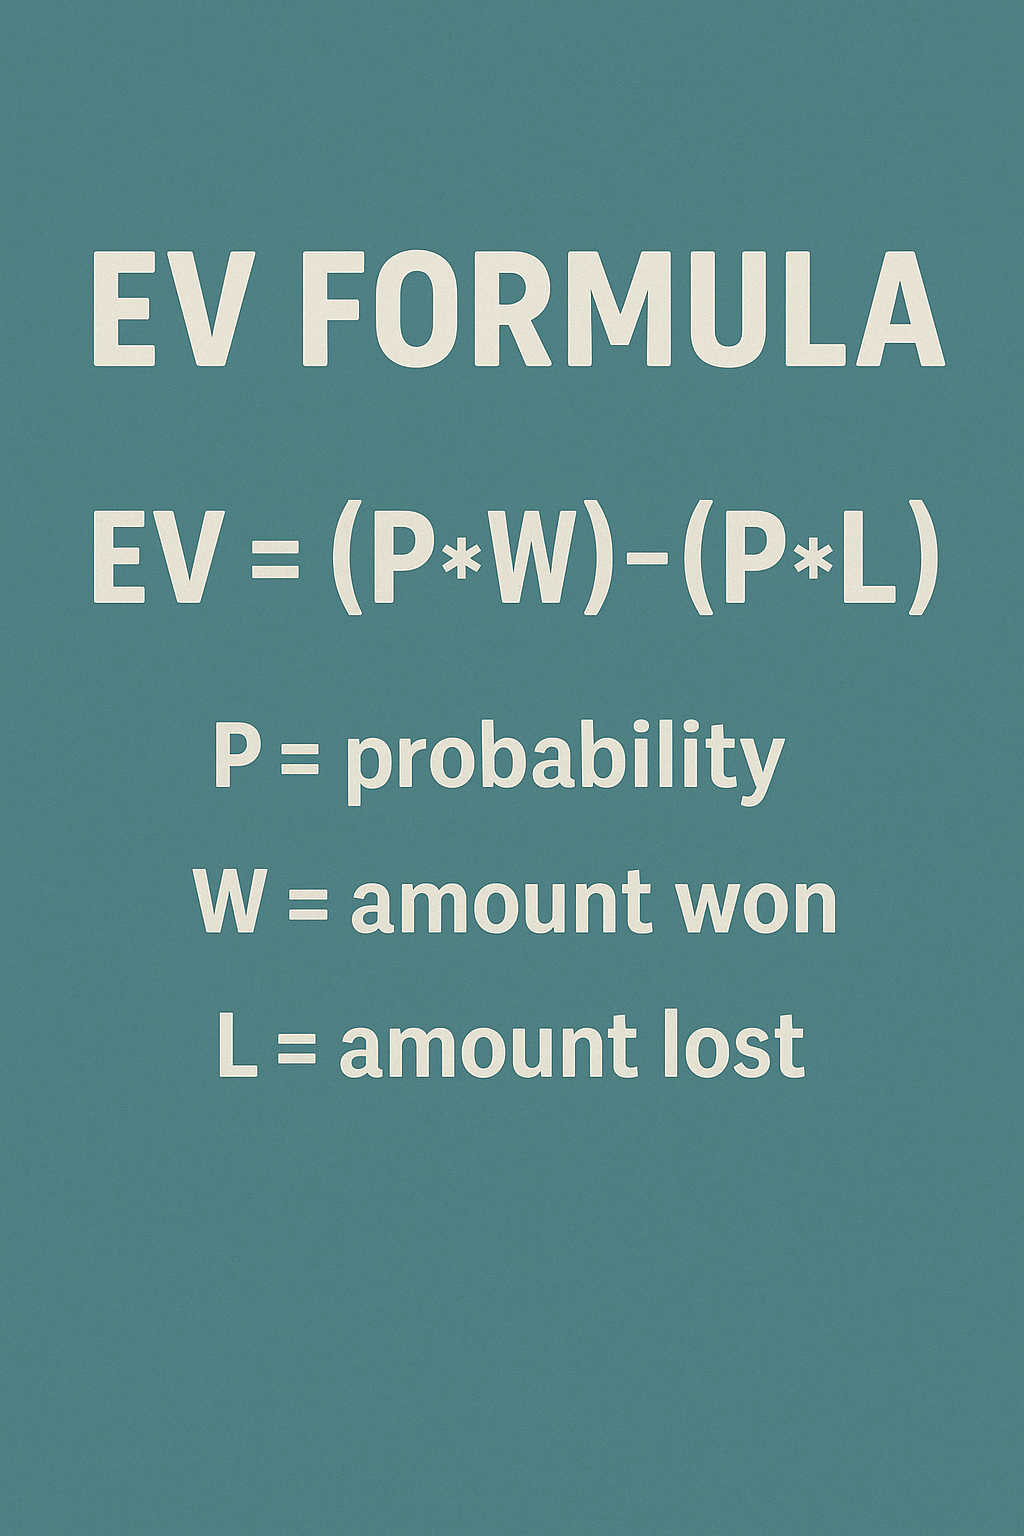 EV FORMULA
EV = (P*W)-(P*L)
P = probability
W = amount won
L = amount lost